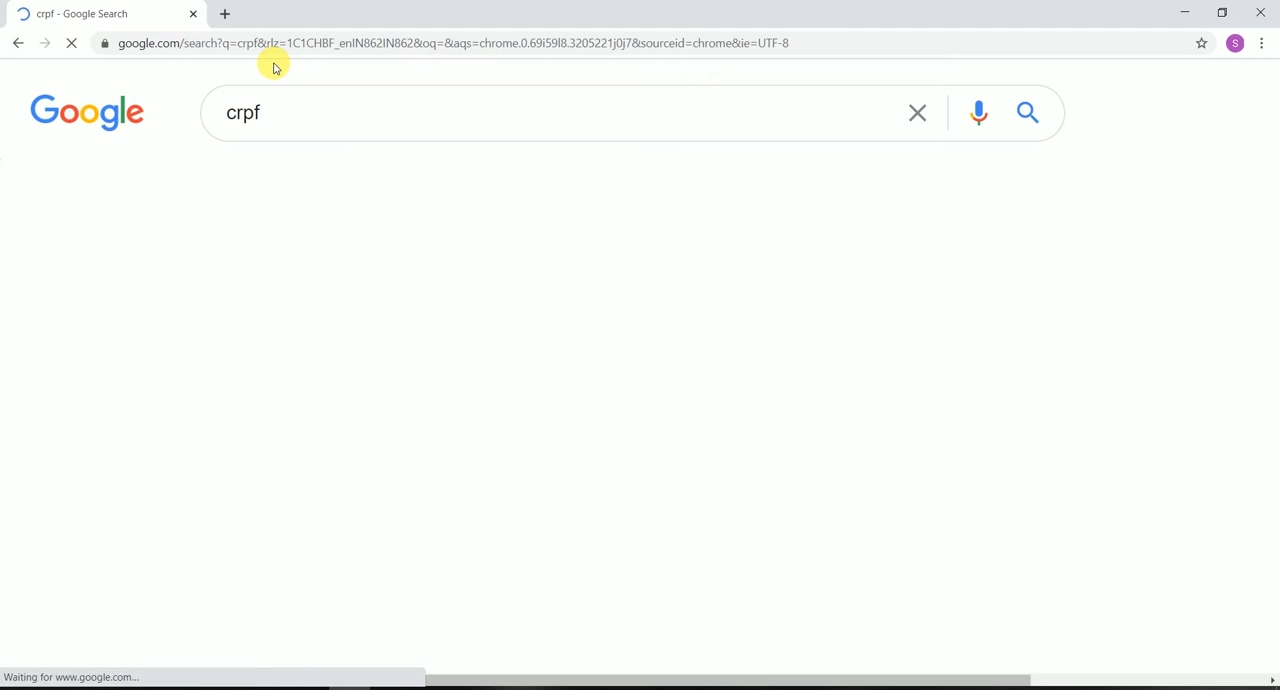 crpf - Google Search
google.com/search?q=crpf&rlz=1C1CHBF_enIN862IN862&oq=&aqs=chrome.0.69i59l8.3205221j0j7&sourceid=chrome&ie=UTF-8
S
Google
crpf
Waiting for www.google.com...